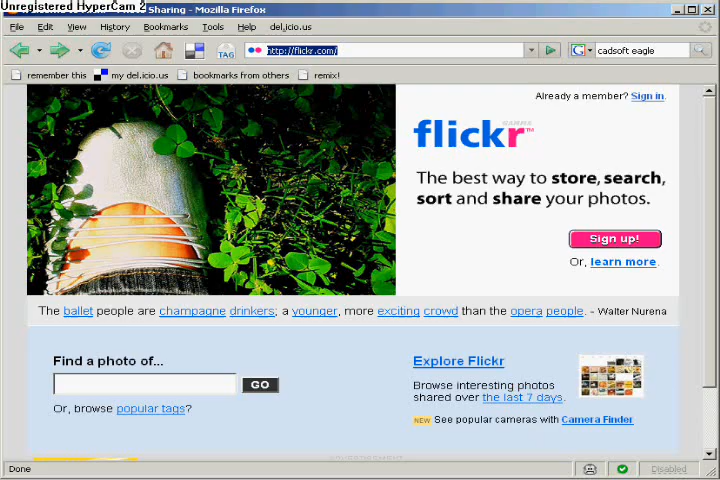 Unregistered HyperCam 2 Sharing - Mozilla Firefox
File Edit View History Bookmarks Tools Help del.icio.us
TAG http://flickr.com/ G cadsoft eagle
remember this my del.icio.us bookmarks from others remix!
Already a member? Sign in.
flickr GAMMA TM
The best way to store, search,
sort and share your photos.
Sign up!
Or, learn more.
The ballet people are champagne drinkers; a younger, more exciting crowd than the opera people. - Walter Nurena
Find a photo of...
GO
Or, browse popular tags?
Explore Flickr
Browse interesting photos
shared over the last 7 days.
NEW See popular cameras with Camera Finder
ADVERTISEMENT
Done Disabled